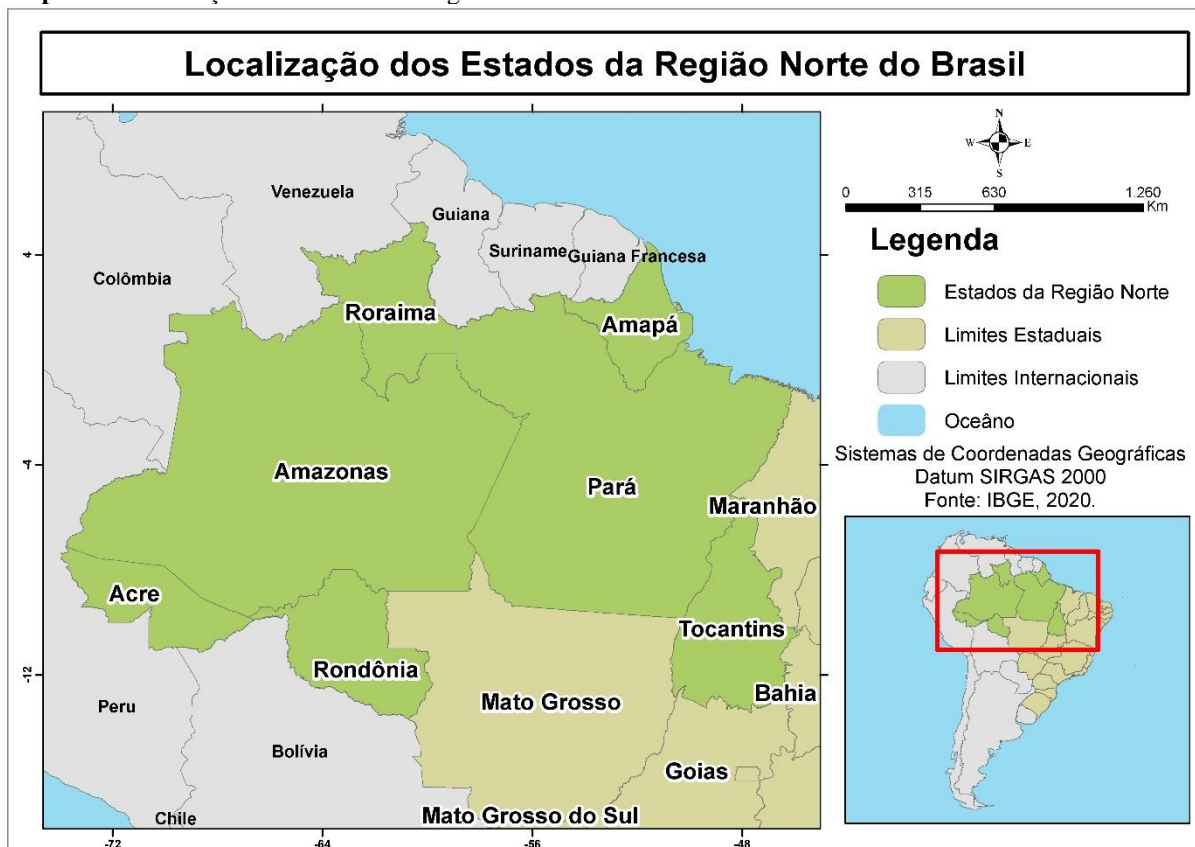 Localização dos Estados da Região Norte do Brasil
N
W E
S
0 315 630 1.260
Km
Legenda
Estados da Região Norte
Limites Estaduais
Limites Internacionais
Oceâno
Sistemas de Coordenadas Geográficas
Datum SIRGAS 2000
Fonte: IBGE, 2020.
Venezuela
Guiana
Suriname
Guiana Francesa
Colômbia
Roraima
Amapá
Amazonas
Pará
Maranhão
Acre
Tocantins
Rondônia
Bahia
Mato Grosso
Peru
Bolívia
Goias
Mato Grosso do Sul
Chile
4
-4
-12
-72 -64 -56 -48